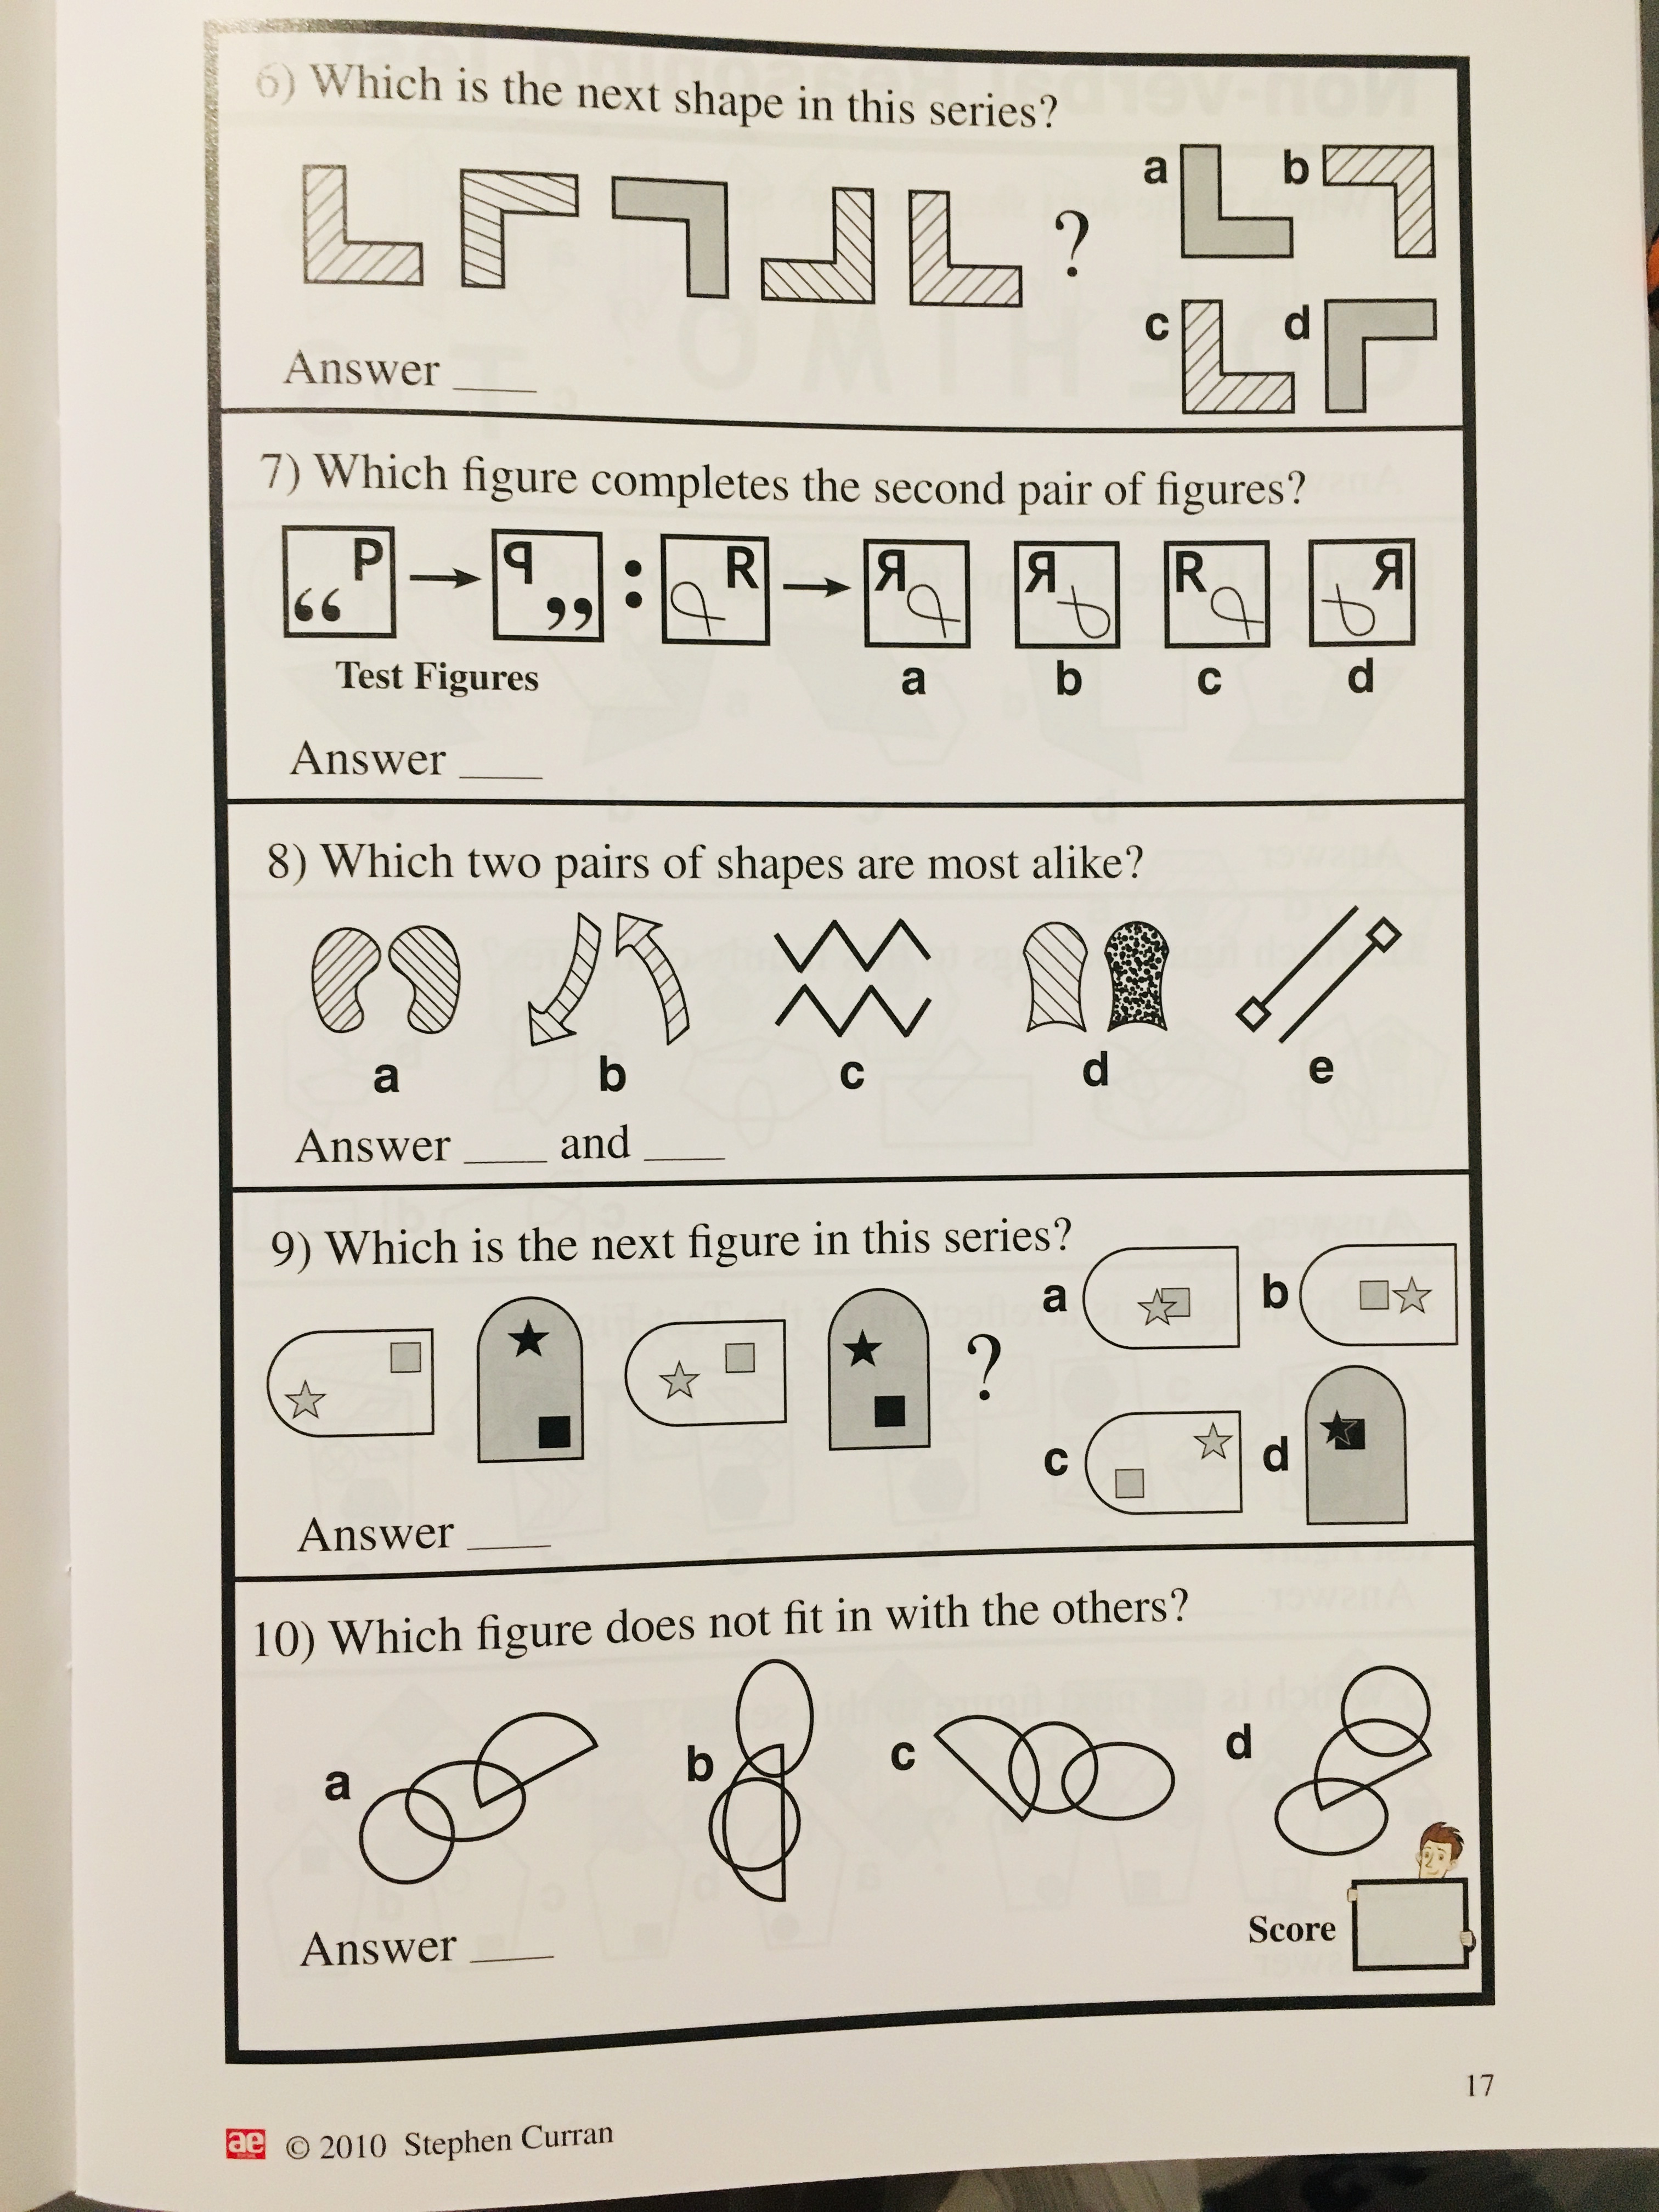 6) Which is the next shape in this series?
a
b
?
c
d
Answer ____
7) Which figure completes the second pair of figures?
P
“
q
”
:
R
Я
Я
R
Я
Test Figures
a
b
c
d
Answer ____
8) Which two pairs of shapes are most alike?
a
b
c
d
e
Answer ____ and ____
9) Which is the next figure in this series?
a
b
?
c
d
Answer ____
10) Which figure does not fit in with the others?
a
b
c
d
Answer ____
Score
17
ae © 2010 Stephen Curran